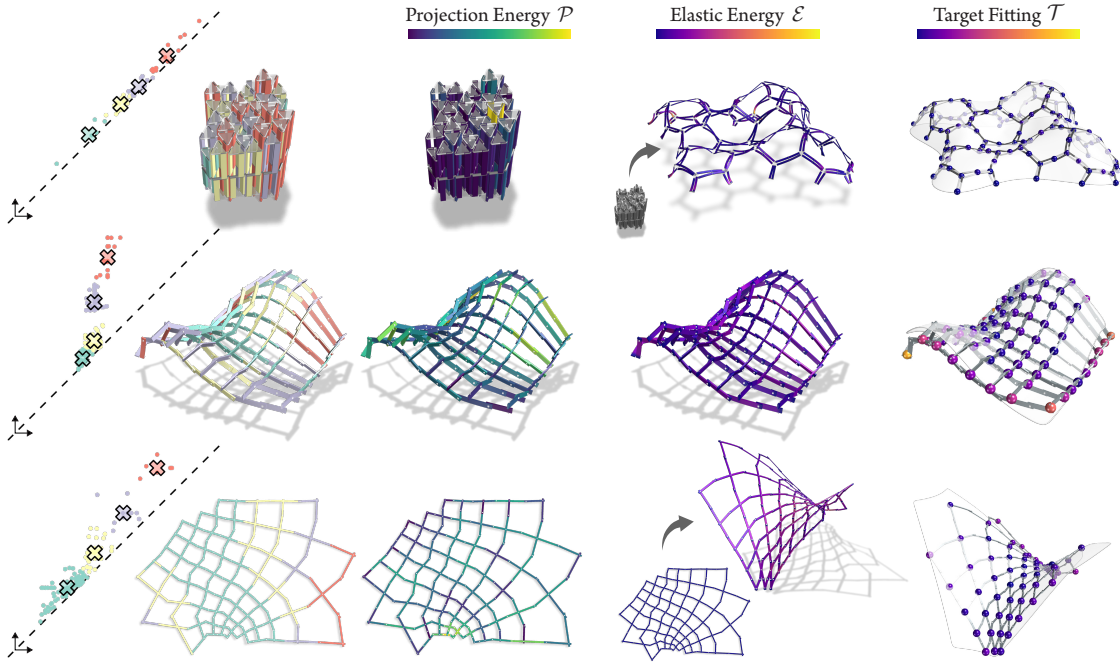 Projection Energy 𝒫
Elastic Energy ℰ
Target Fitting 𝒯